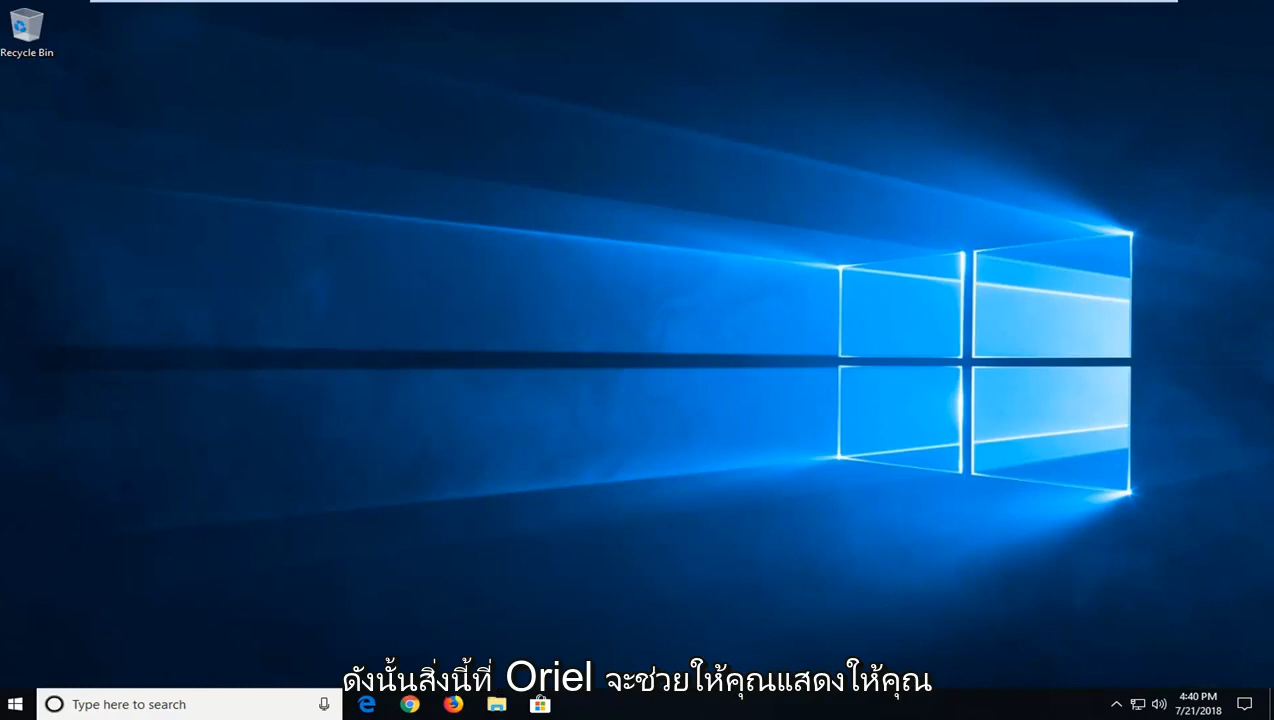 Recycle Bin
ดังนั้นสิ่งนี้ที่ Oriel จะช่วยให้คุณแสดงให้คุณ
Type here to search
4:40 PM
7/21/2018